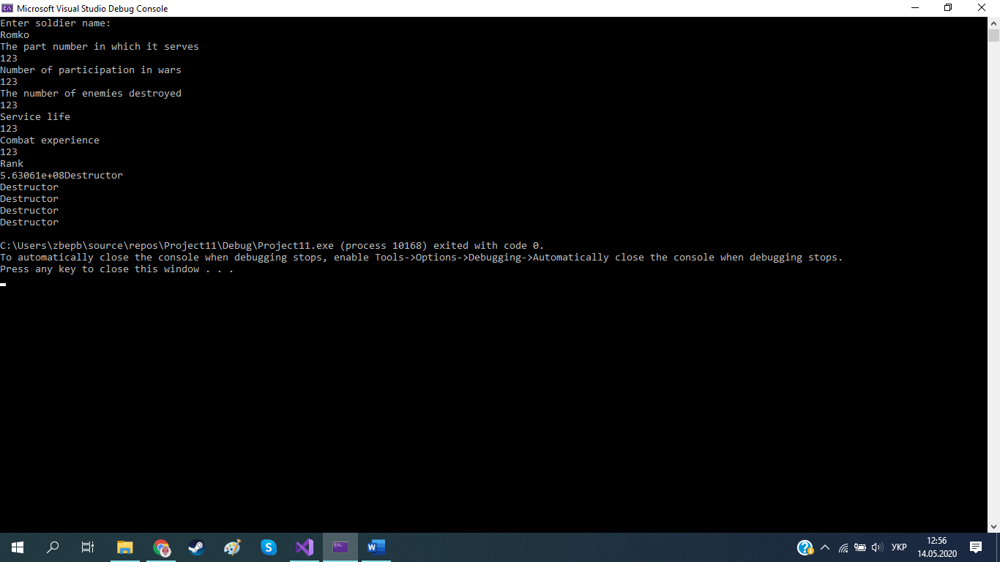 Microsoft Visual Studio Debug Console
Enter soldier name:
Romko
The part number in which it serves
123
Number of participation in wars
123
The number of enemies destroyed
123
Service life
123
Combat experience
123
Rank
5.63061e+08Destructor
Destructor
Destructor
Destructor
Destructor
C:\Users\zbepb\source\repos\Project11\Debug\Project11.exe (process 10168) exited with code 0.
To automatically close the console when debugging stops, enable Tools->Options->Debugging->Automatically close the console when debugging stops.
Press any key to close this window . . .
УКР
12:56
14.05.2020